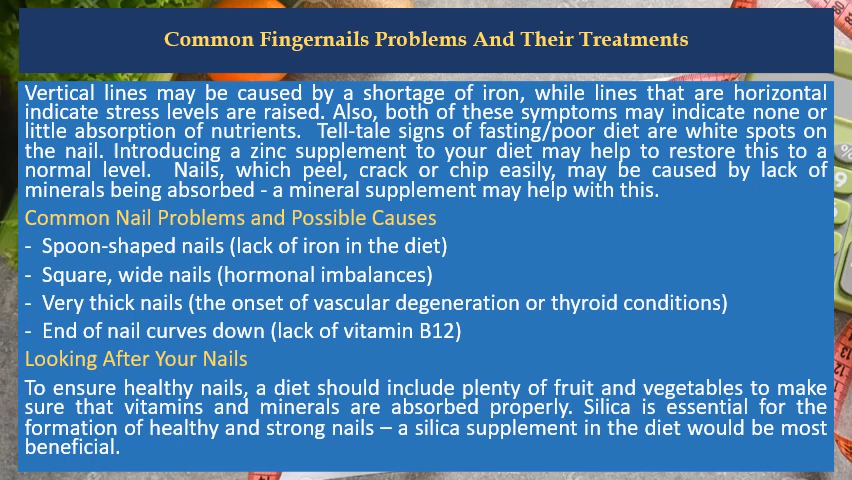 Common Fingernails Problems And Their Treatments
Vertical lines may be caused by a shortage of iron, while lines that are horizontal
indicate stress levels are raised. Also, both of these symptoms may indicate none or
little absorption of nutrients. Tell-tale signs of fasting/poor diet are white spots on
the nail. Introducing a zinc supplement to your diet may help to restore this to a
normal level. Nails, which peel, crack or chip easily, may be caused by lack of
minerals being absorbed - a mineral supplement may help with this.
Common Nail Problems and Possible Causes
- Spoon-shaped nails (lack of iron in the diet)
- Square, wide nails (hormonal imbalances)
- Very thick nails (the onset of vascular degeneration or thyroid conditions)
- End of nail curves down (lack of vitamin B12)
Looking After Your Nails
To ensure healthy nails, a diet should include plenty of fruit and vegetables to make
sure that vitamins and minerals are absorbed properly. Silica is essential for the
formation of healthy and strong nails – a silica supplement in the diet would be most
beneficial.